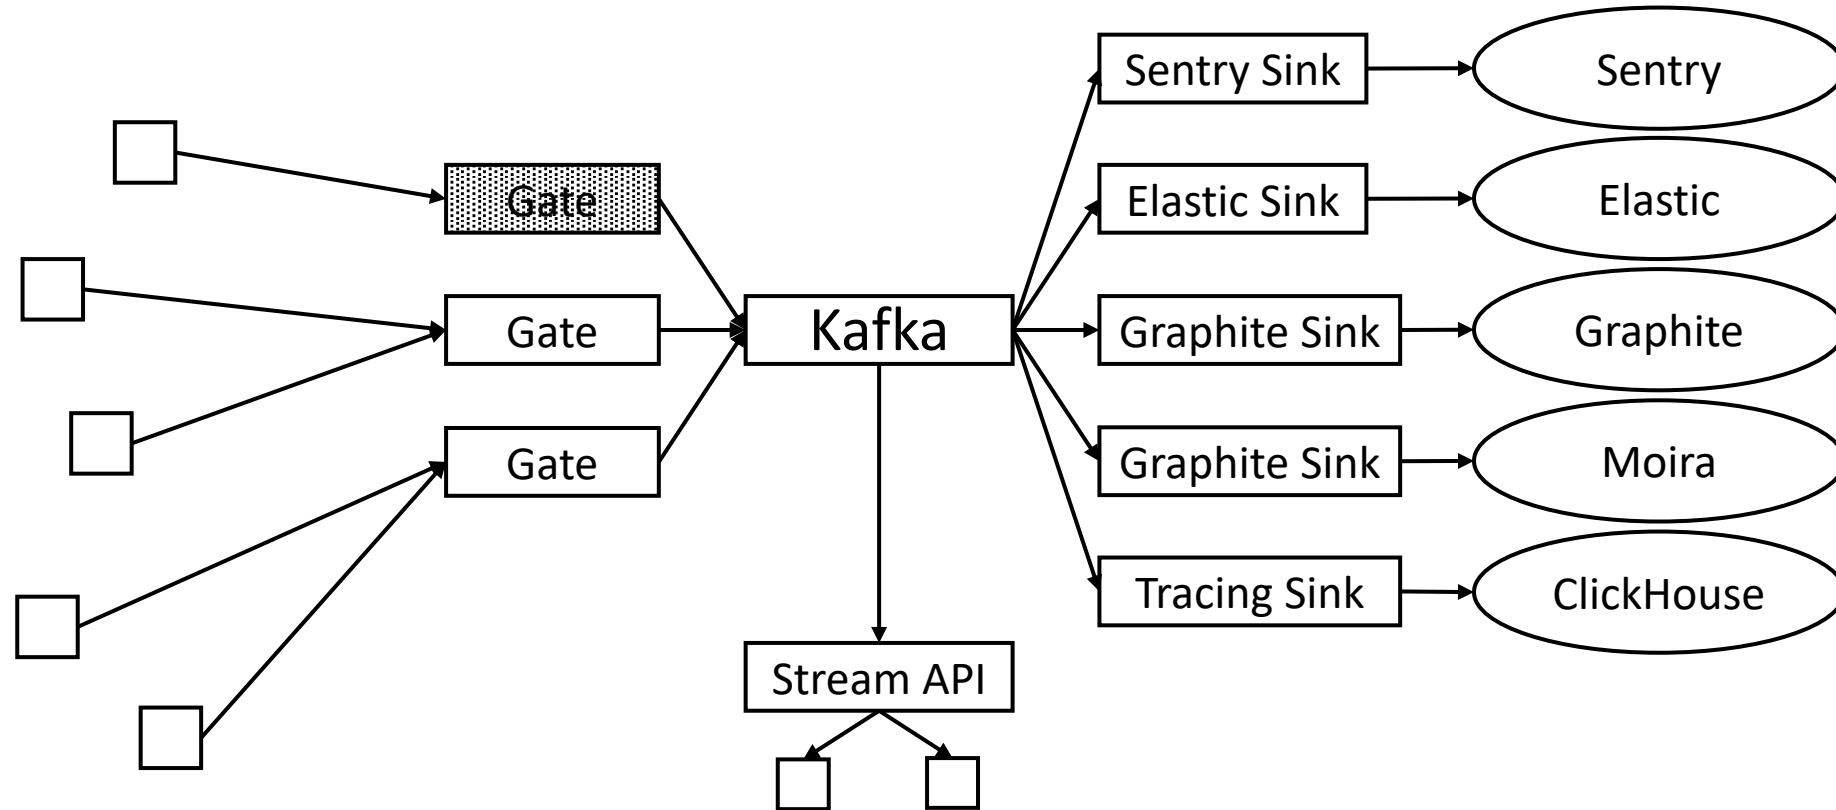 Sentry Sink
Sentry
Gate
Elastic Sink
Elastic
Gate
Kafka
Graphite Sink
Graphite
Gate
Graphite Sink
Moira
Tracing Sink
ClickHouse
Stream API